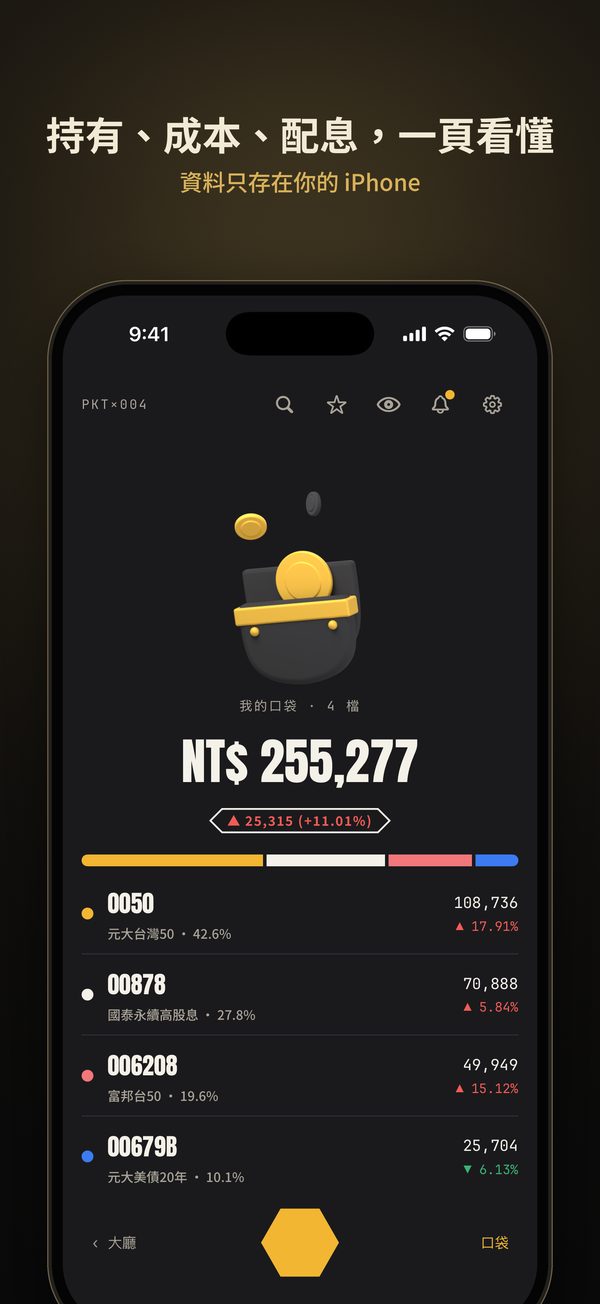 持有、成本、配息，一頁看懂
資料只存在你的 iPhone
9:41
PKT×004
我的口袋 · 4 檔
NT$ 255,277
▲ 25,315 (+11.01%)
0050
108,736
元大台灣50 · 42.6%
▲ 17.91%
00878
70,888
國泰永續高股息 · 27.8%
▲ 5.84%
006208
49,949
富邦台50 · 19.6%
▲ 15.12%
00679B
25,704
元大美債20年 · 10.1%
▼ 6.13%
‹ 大廳
口袋